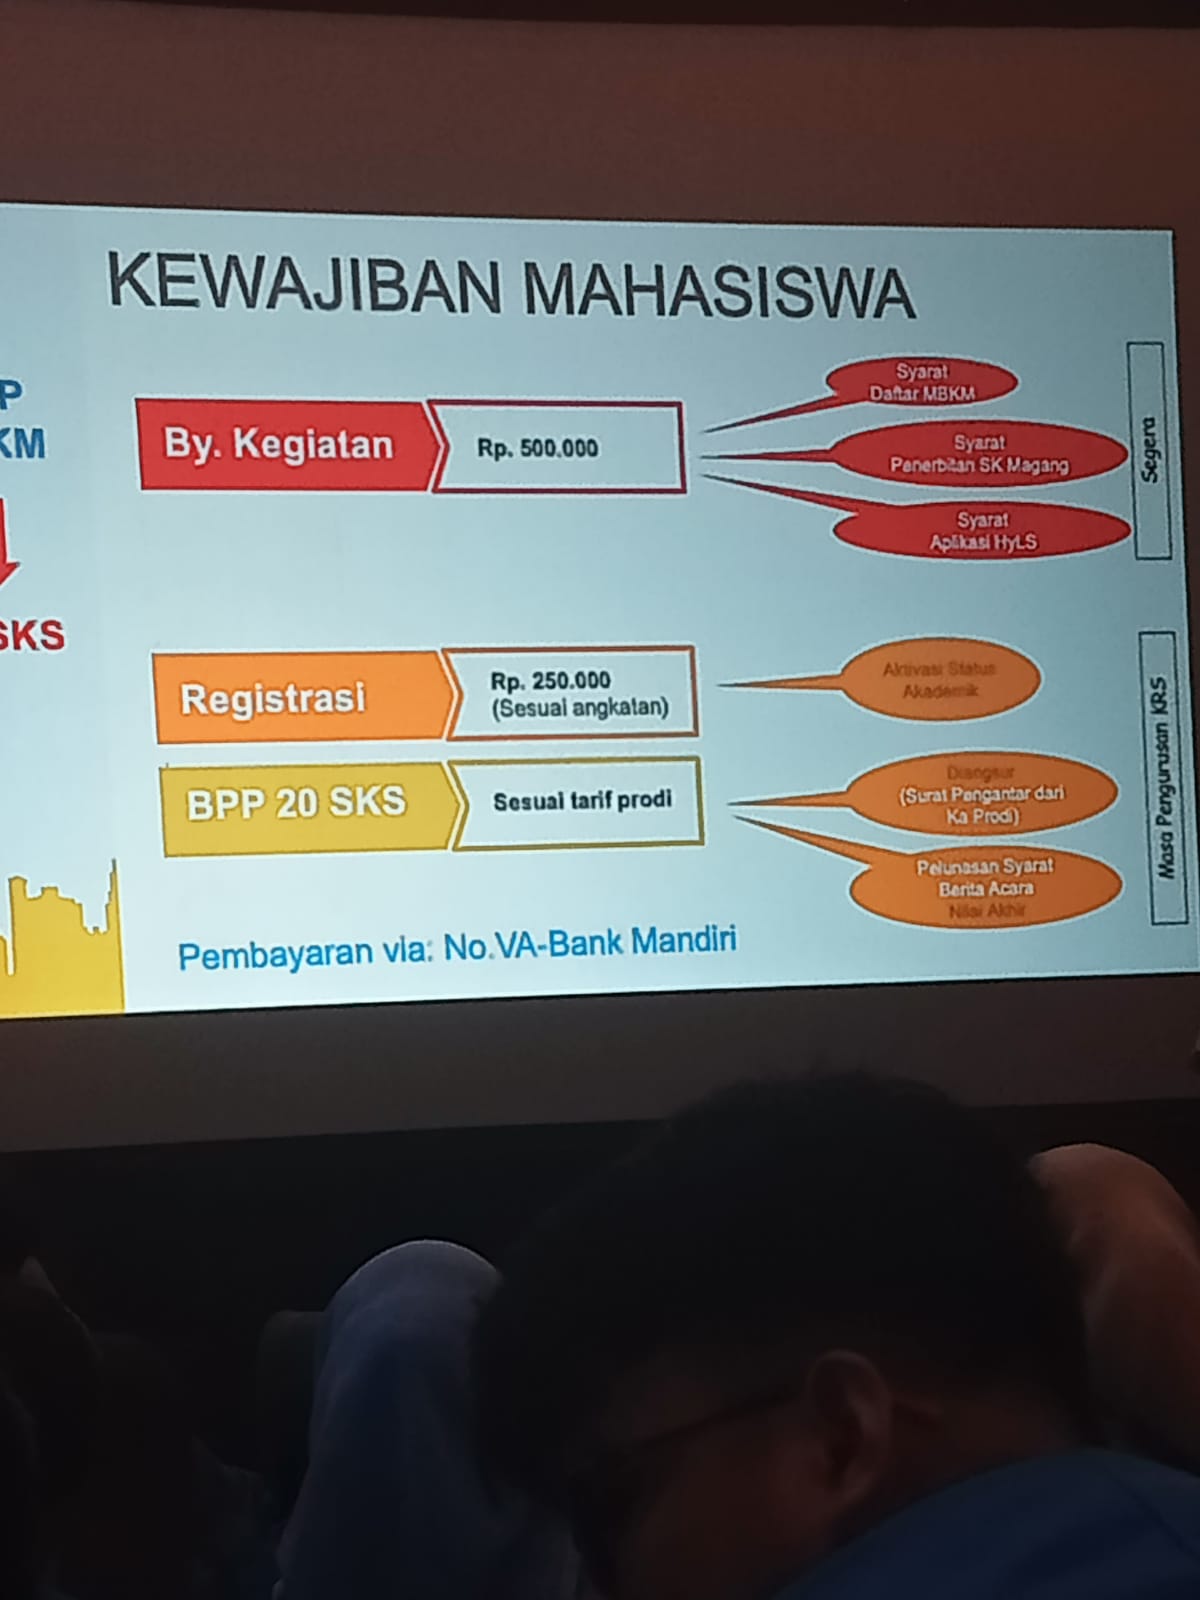 KEWAJIBAN MAHASISWA
P
KM
SKS
By. Kegiatan
Rp. 500.000
Syarat
Daftar MBKM
Syarat
Penerbitan SK Magang
Syarat
Aplikasi HyLS
Segera
Registrasi
Rp. 250.000
(Sesuai angkatan)
Aktivasi Status
Akademik
BPP 20 SKS
Sesuai tarif prodi
Diangsur
(Surat Pengantar dari
Ka Prodi)
Pelunasan Syarat
Berita Acara
Nilai Akhir
Masa Pengurusan KRS
Pembayaran via: No.VA-Bank Mandiri